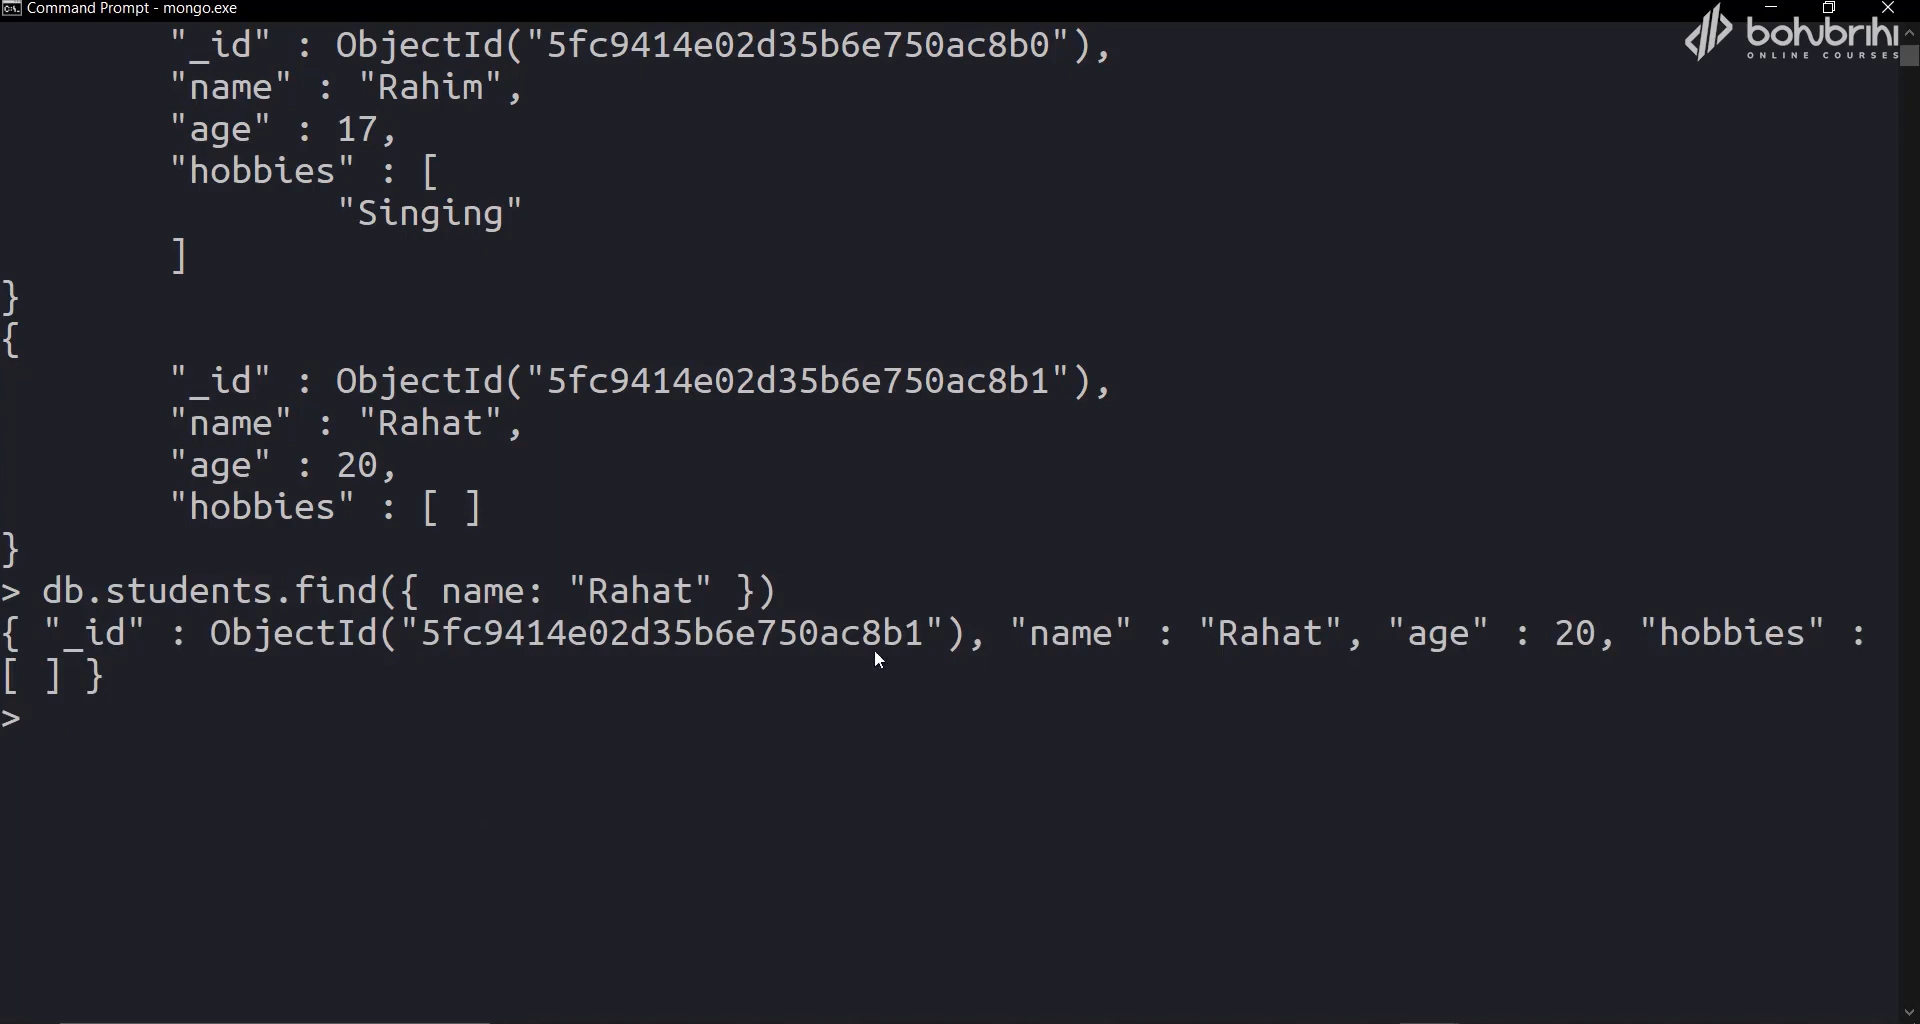 Command Prompt - mongo.exe
bohubrihi
ONLINE COURSES
"_id" : ObjectId("5fc9414e02d35b6e750ac8b0"),
"name" : "Rahim",
"age" : 17,
"hobbies" : [
"Singing"
]
}
{
"_id" : ObjectId("5fc9414e02d35b6e750ac8b1"),
"name" : "Rahat",
"age" : 20,
"hobbies" : [ ]
}
> db.students.find({ name: "Rahat" })
{ "_id" : ObjectId("5fc9414e02d35b6e750ac8b1"), "name" : "Rahat", "age" : 20, "hobbies" :
[ ] }
>